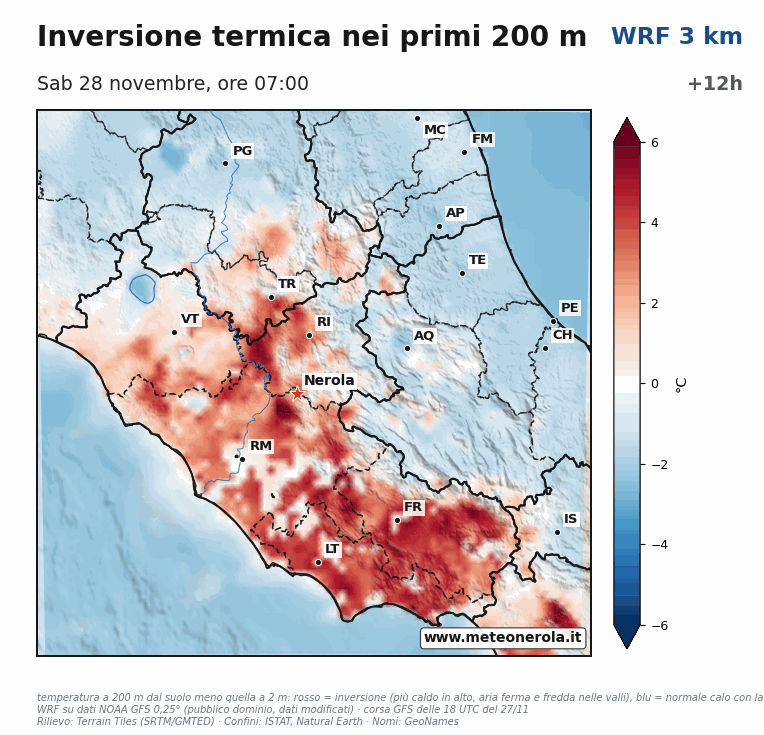 Inversione termica nei primi 200 m WRF 3 km
Sab 28 novembre, ore 07:00 +12h
MC
FM
PG
AP
TE
TR
PE
VT
RI
AQ
CH
Nerola
RM
FR
IS
LT
www.meteonerola.it
6
4
2
0
−2
−4
−6
°C
temperatura a 200 m dal suolo meno quella a 2 m: rosso = inversione (più caldo in alto, aria ferma e fredda nelle valli), blu = normale calo con la
WRF su dati NOAA GFS 0,25° (pubblico dominio, dati modificati) · corsa GFS delle 18 UTC del 27/11
Rilievo: Terrain Tiles (SRTM/GMTED) · Confini: ISTAT, Natural Earth · Nomi: GeoNames